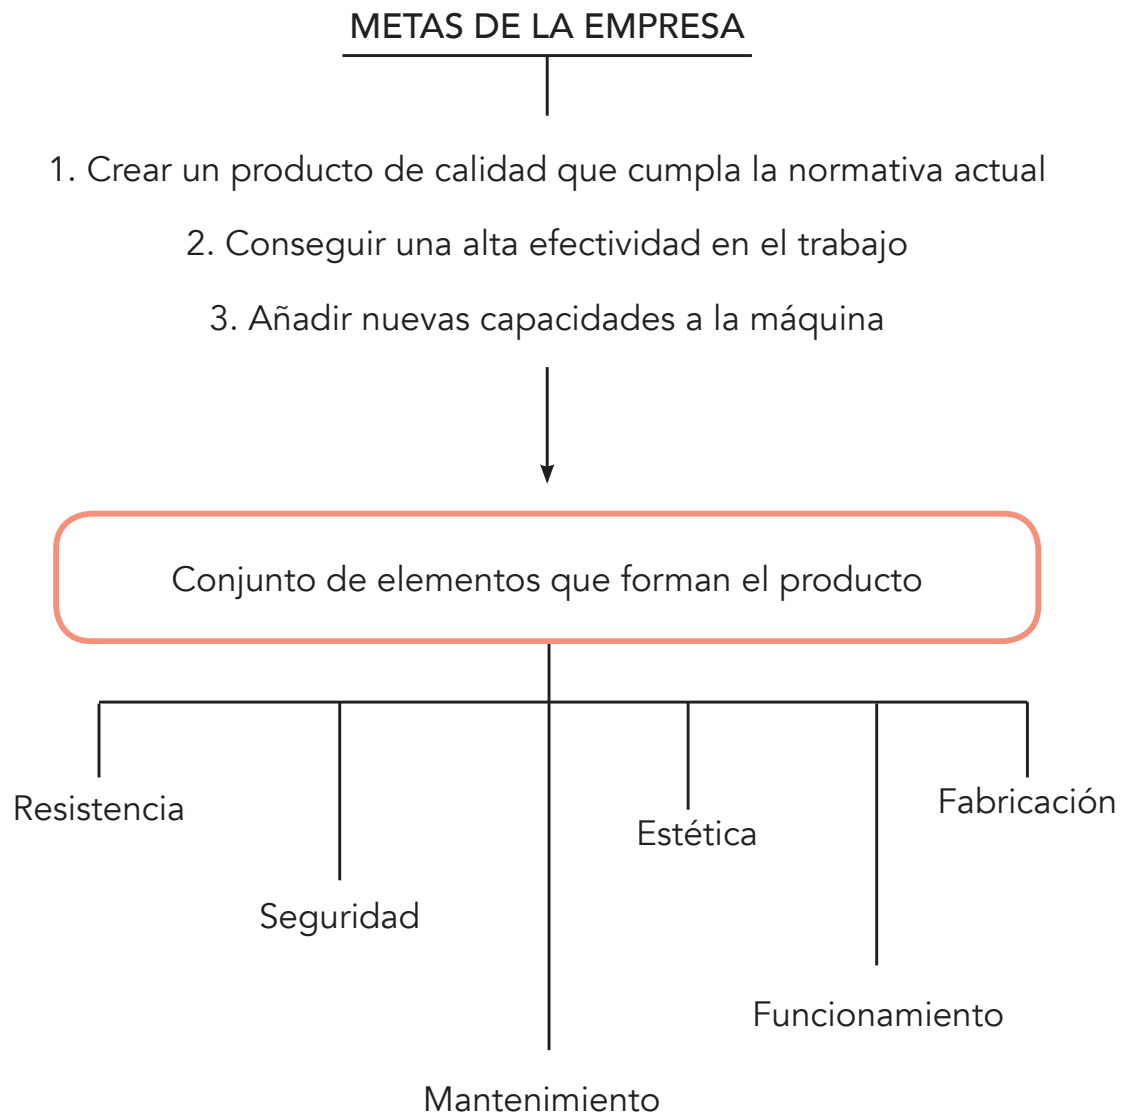 METAS DE LA EMPRESA
1. Crear un producto de calidad que cumpla la normativa actual
2. Conseguir una alta efectividad en el trabajo
3. Añadir nuevas capacidades a la máquina
Conjunto de elementos que forman el producto
Resistencia
Seguridad
Mantenimiento
Estética
Funcionamiento
Fabricación